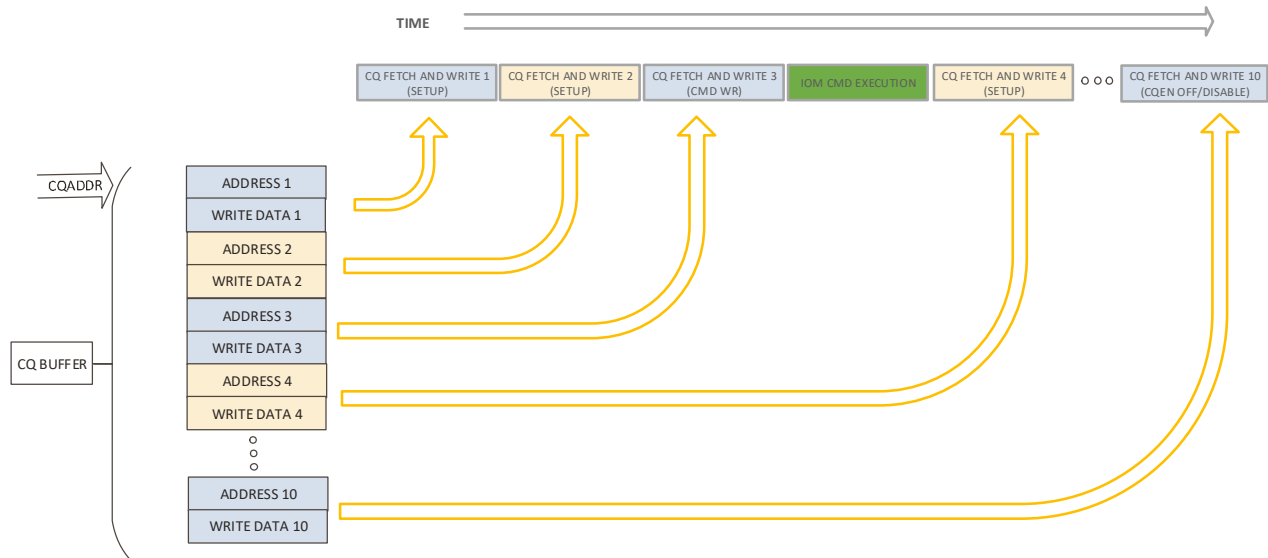 TIME
CQ FETCH AND WRITE 1
(SETUP)
CQ FETCH AND WRITE 2
(SETUP)
CQ FETCH AND WRITE 3
(CMD WR)
IOM CMD EXECUTION
CQ FETCH AND WRITE 4
(SETUP)
CQ FETCH AND WRITE 10
(CQEN OFF/DISABLE)
CQADDR
ADDRESS 1
WRITE DATA 1
ADDRESS 2
WRITE DATA 2
ADDRESS 3
WRITE DATA 3
CQ BUFFER
ADDRESS 4
WRITE DATA 4
ADDRESS 10
WRITE DATA 10